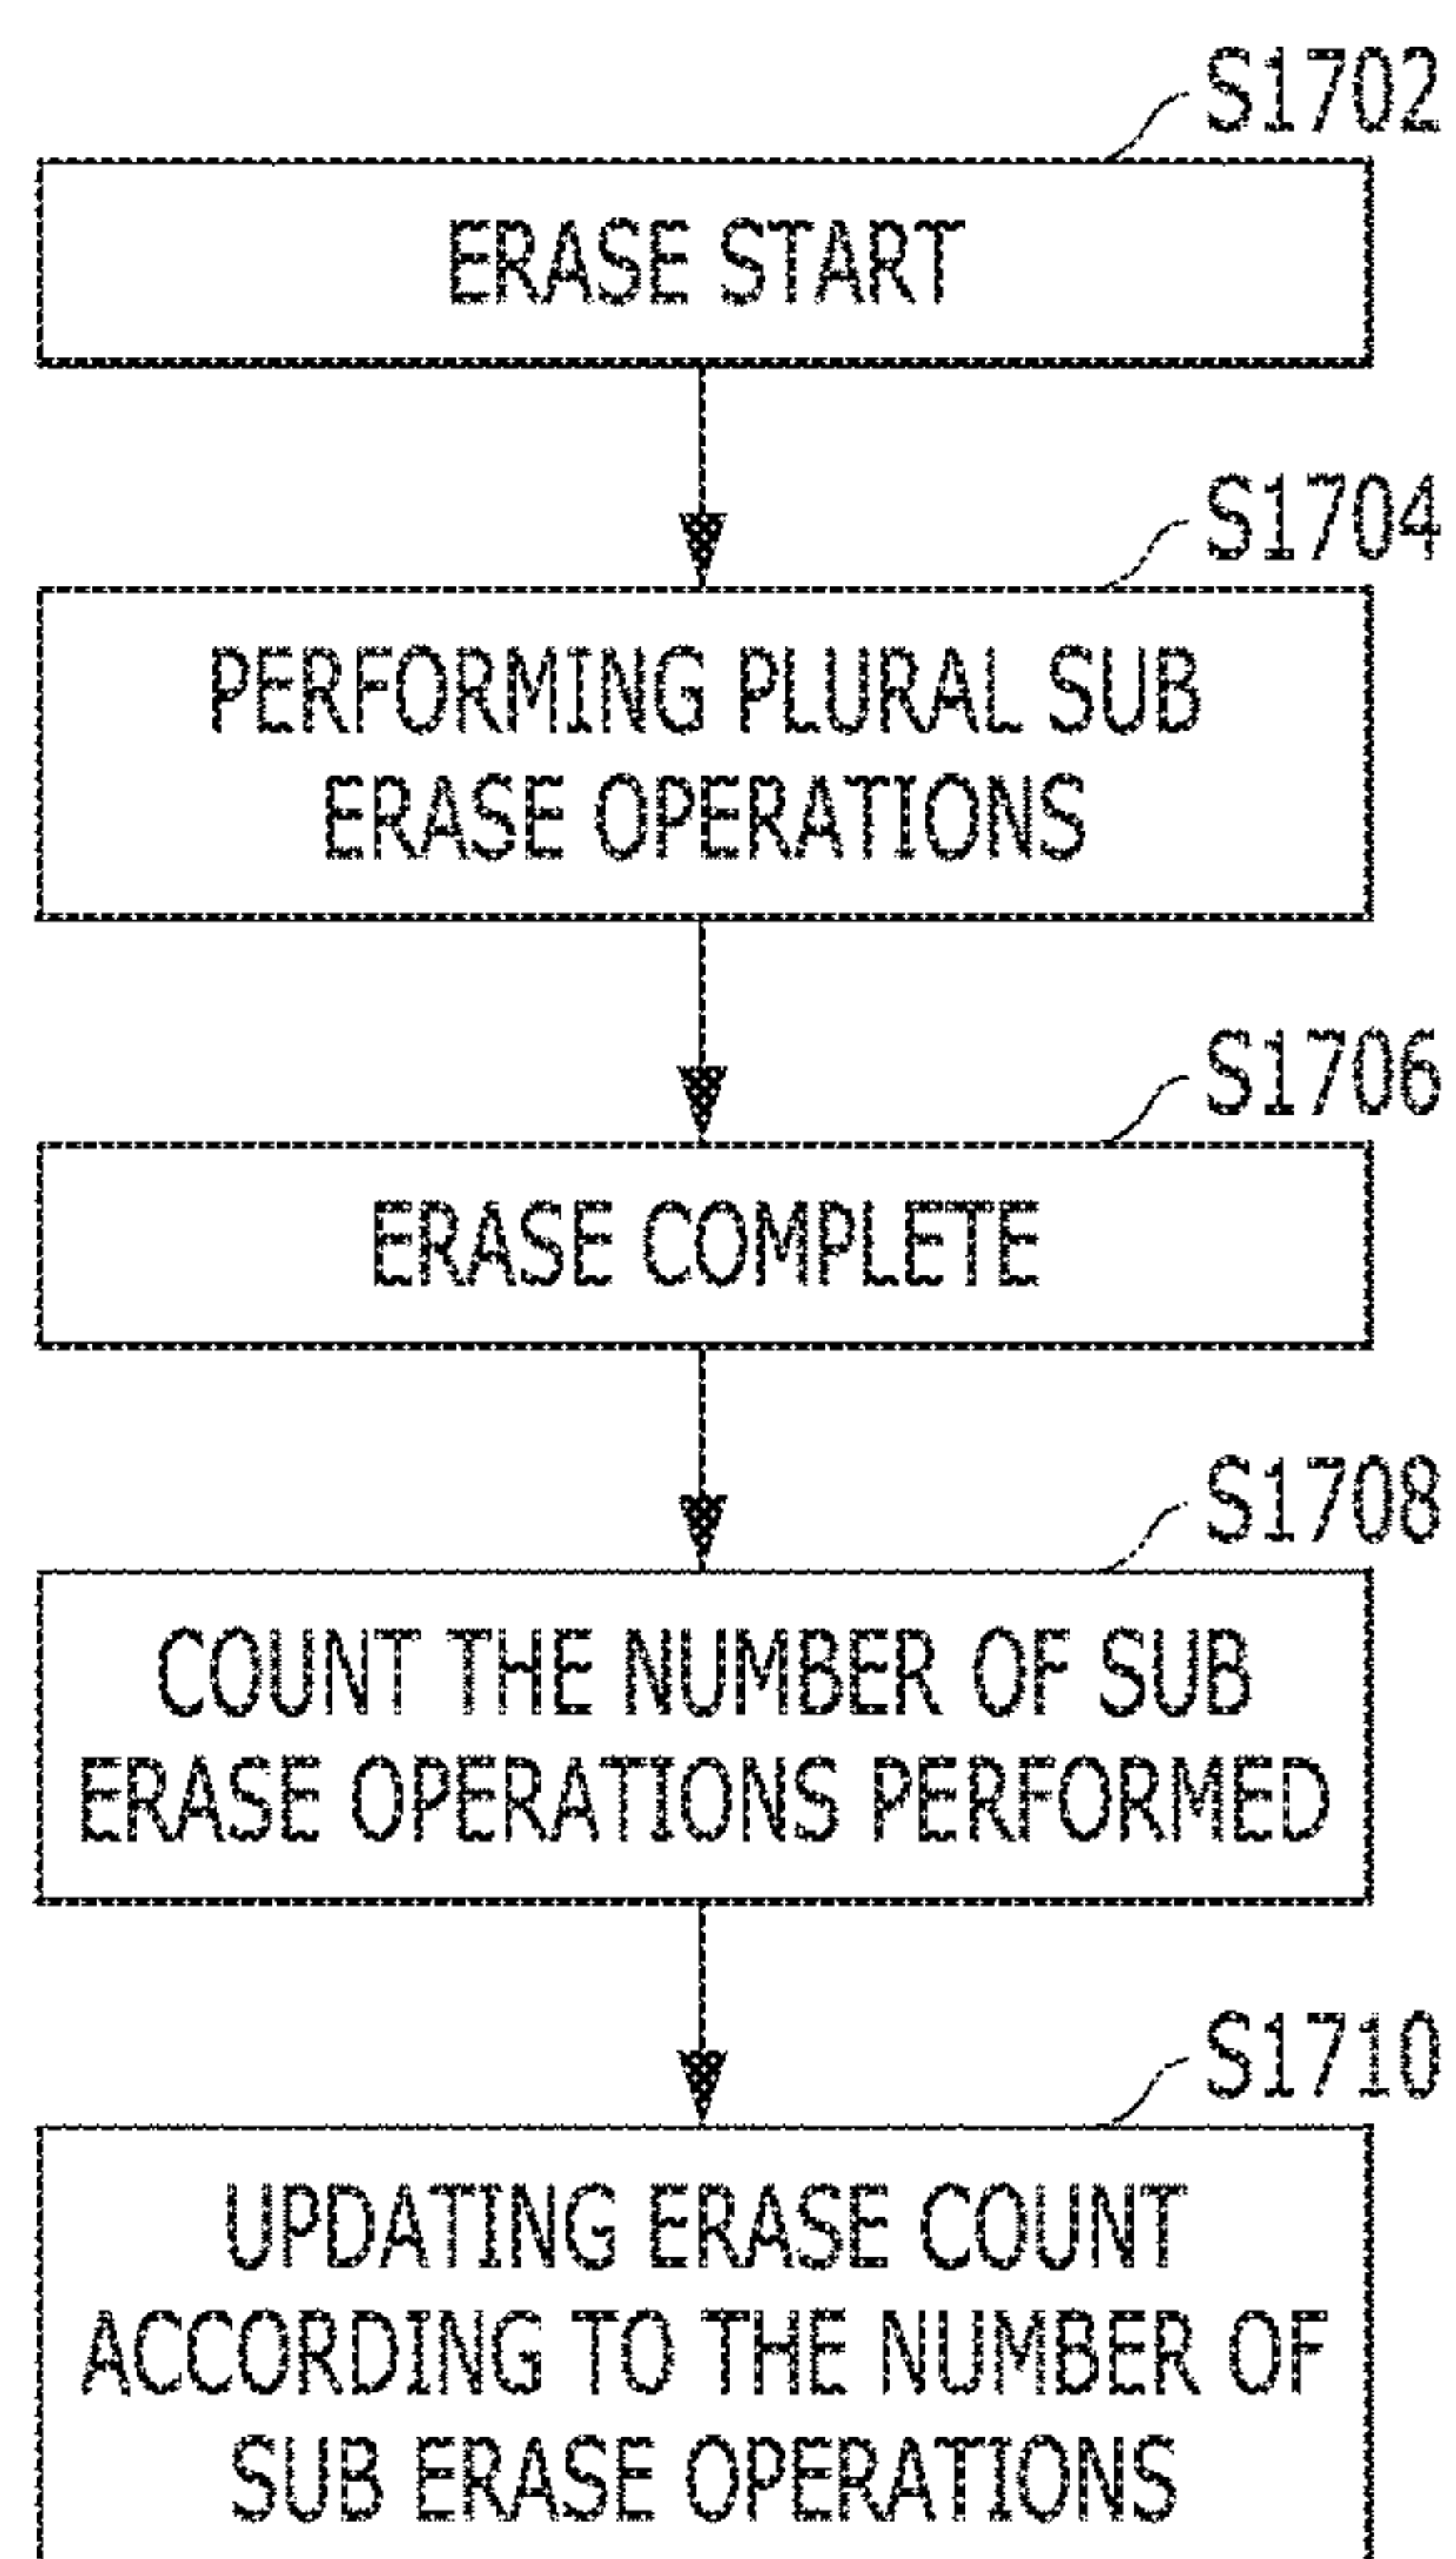 S1702
ERASE START
S1704
PERFORMING PLURAL SUB
ERASE OPERATIONS
S1706
ERASE COMPLETE
S1708
COUNT THE NUMBER OF SUB
ERASE OPERATIONS PERFORMED
S1710
UPDATING ERASE COUNT
ACCORDING TO THE NUMBER OF
SUB ERASE OPERATIONS